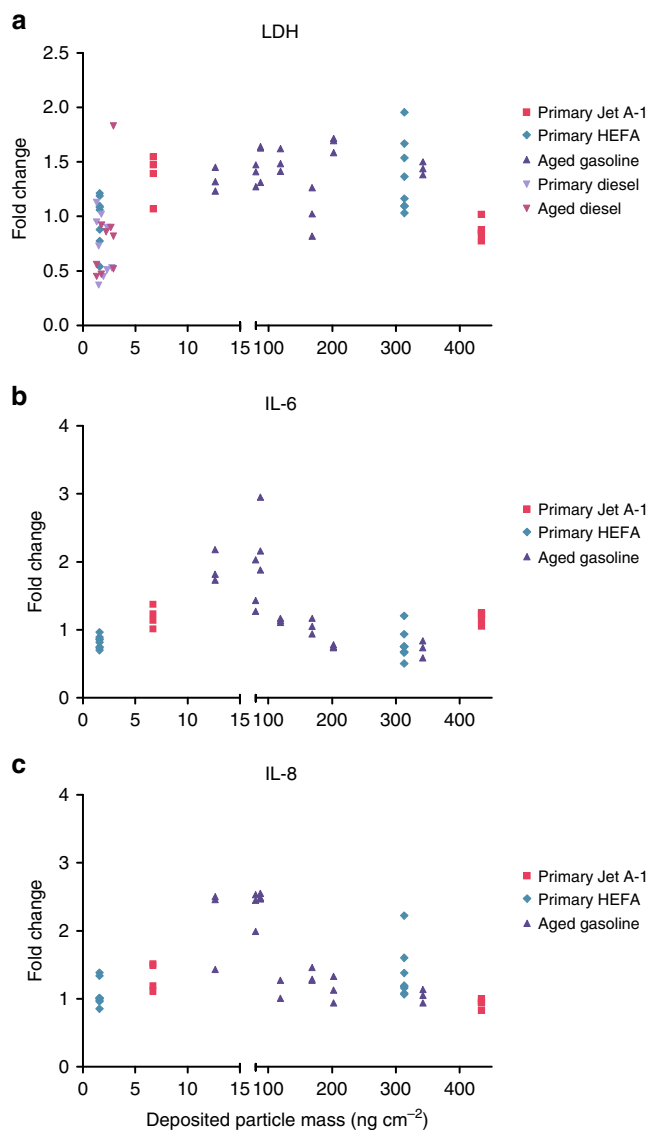 a
LDH
2.5
2.0
1.5
1.0
0.5
0.0
Fold change
0 5 10 15 100 200 300 400
Primary Jet A-1
Primary HEFA
Aged gasoline
Primary diesel
Aged diesel
b
IL-6
4
3
2
1
0
Fold change
0 5 10 15 100 200 300 400
Primary Jet A-1
Primary HEFA
Aged gasoline
c
IL-8
4
3
2
1
0
Fold change
0 5 10 15 100 200 300 400
Deposited particle mass (ng cm⁻²)
Primary Jet A-1
Primary HEFA
Aged gasoline